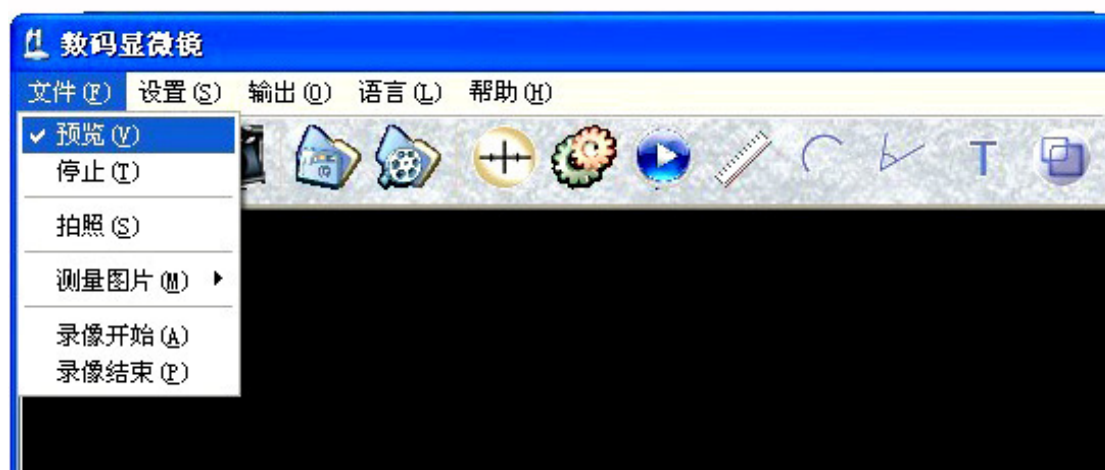 数码显微镜
文件(F) 设置(S) 输出(O) 语言(L) 帮助(H)
预览(V)
停止(T)
拍照(S)
测量图片(M)
录像开始(A)
录像结束(P)
T